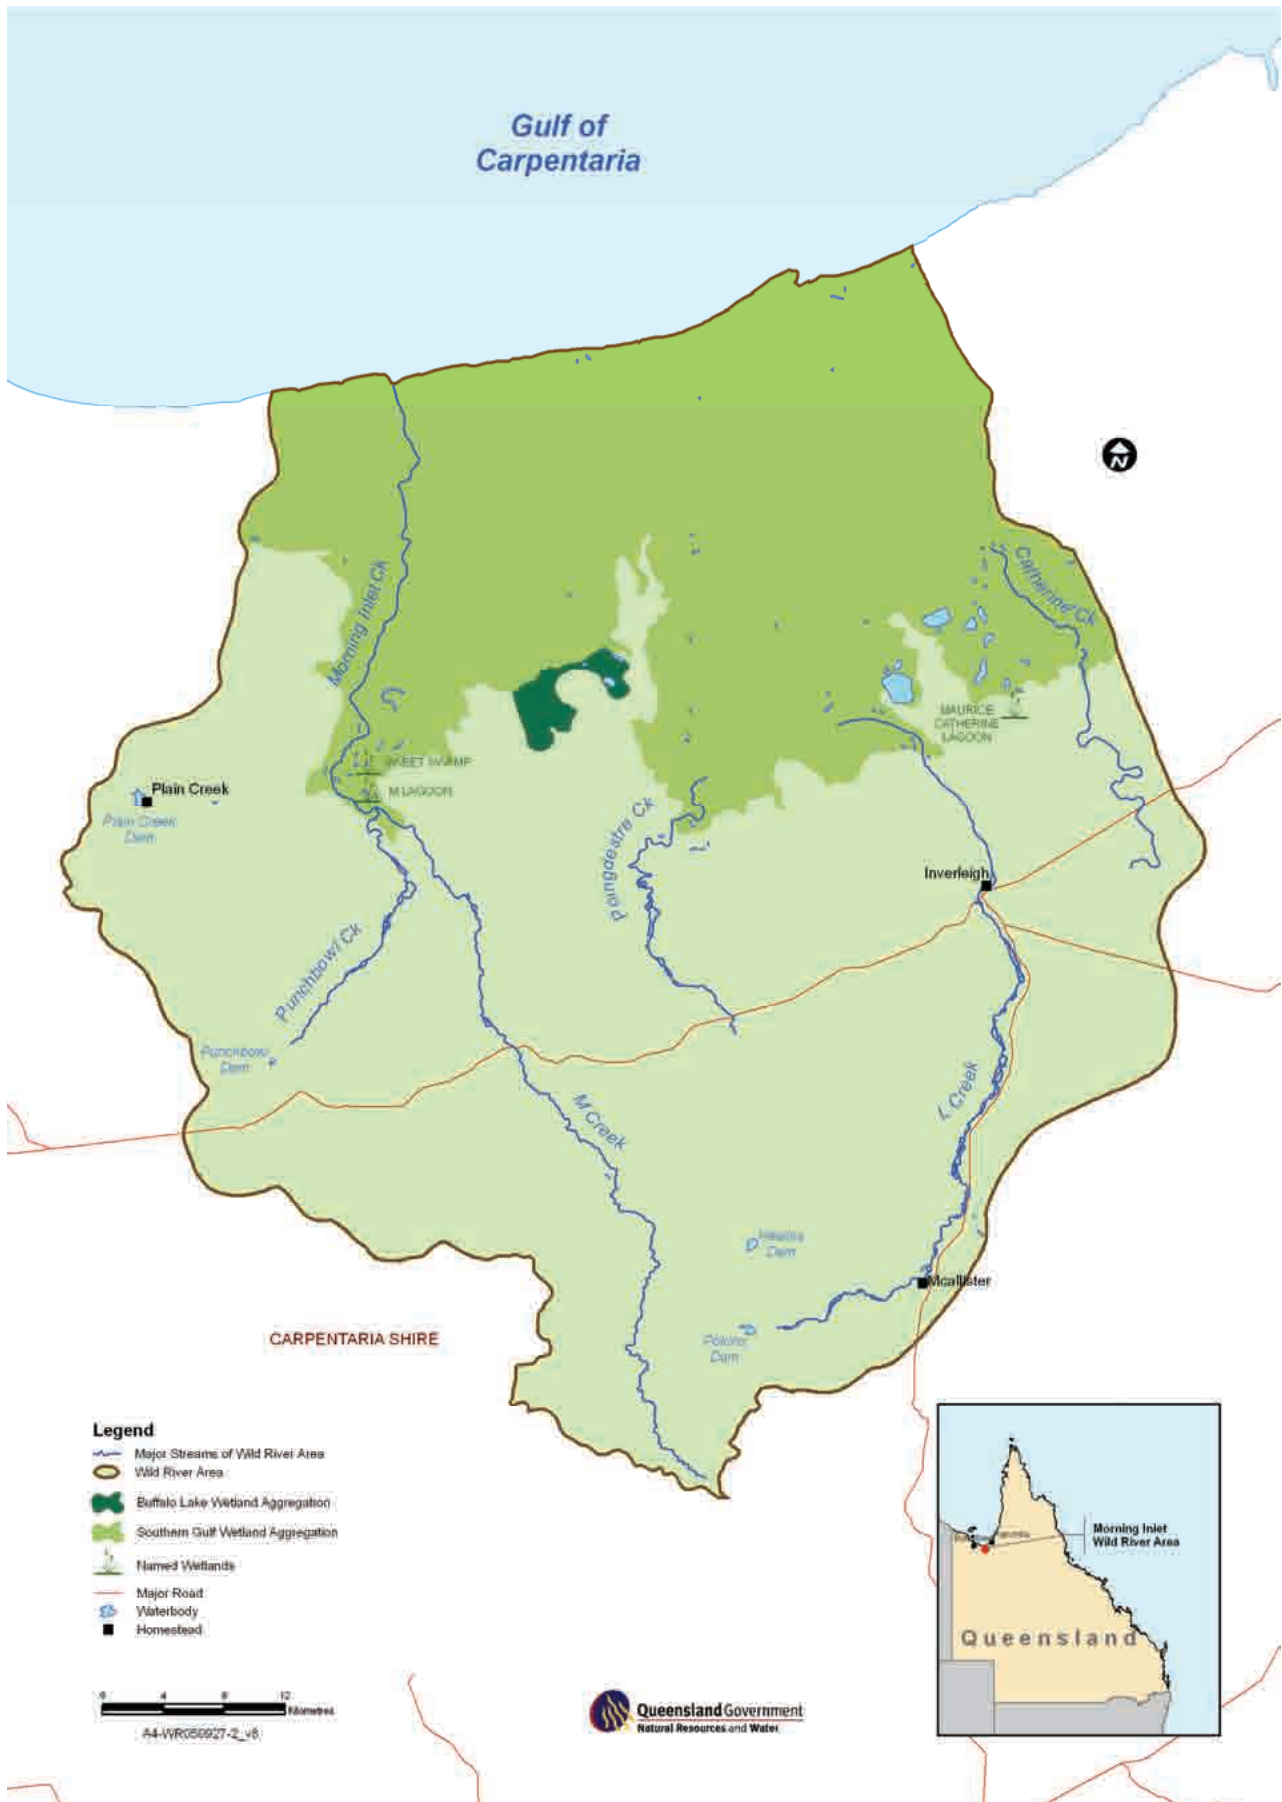 Gulf of
Carpentaria
N
Catherine Ck
Morning Inlet Ck
MAURICE
CATHERINE
LAGOON
SWEET SWAMP
M LAGOON
Plain Creek
Plain Creek
Dam
Poingdestre Ck
Inverleigh
Punchbowl Ck
Punchbowl
Dam
M Creek
L Creek
Dam
Mcallister
Dam
CARPENTARIA SHIRE
Legend
Major Streams of Wild River Area
Wild River Area
Buffalo Lake Wetland Aggregation
Southern Gulf Wetland Aggregation
Named Wetlands
Major Road
Waterbody
Homestead
0 4 8 12
Kilometres
A4-WR050927-2_v8
Queensland Government
Natural Resources and Water
Morning Inlet
Wild River Area
Queensland